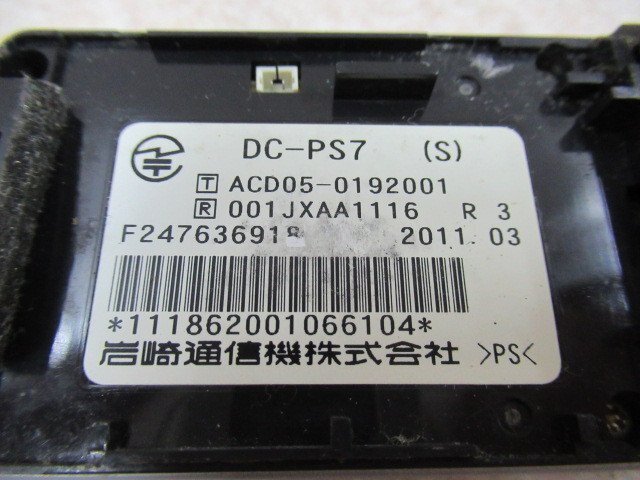 DC-PS7 (S)
T ACD05-0192001
R 001JXAA1116 R 3
F247636918 2011.03
*111862001066104*
岩崎通信機株式会社 >PS<